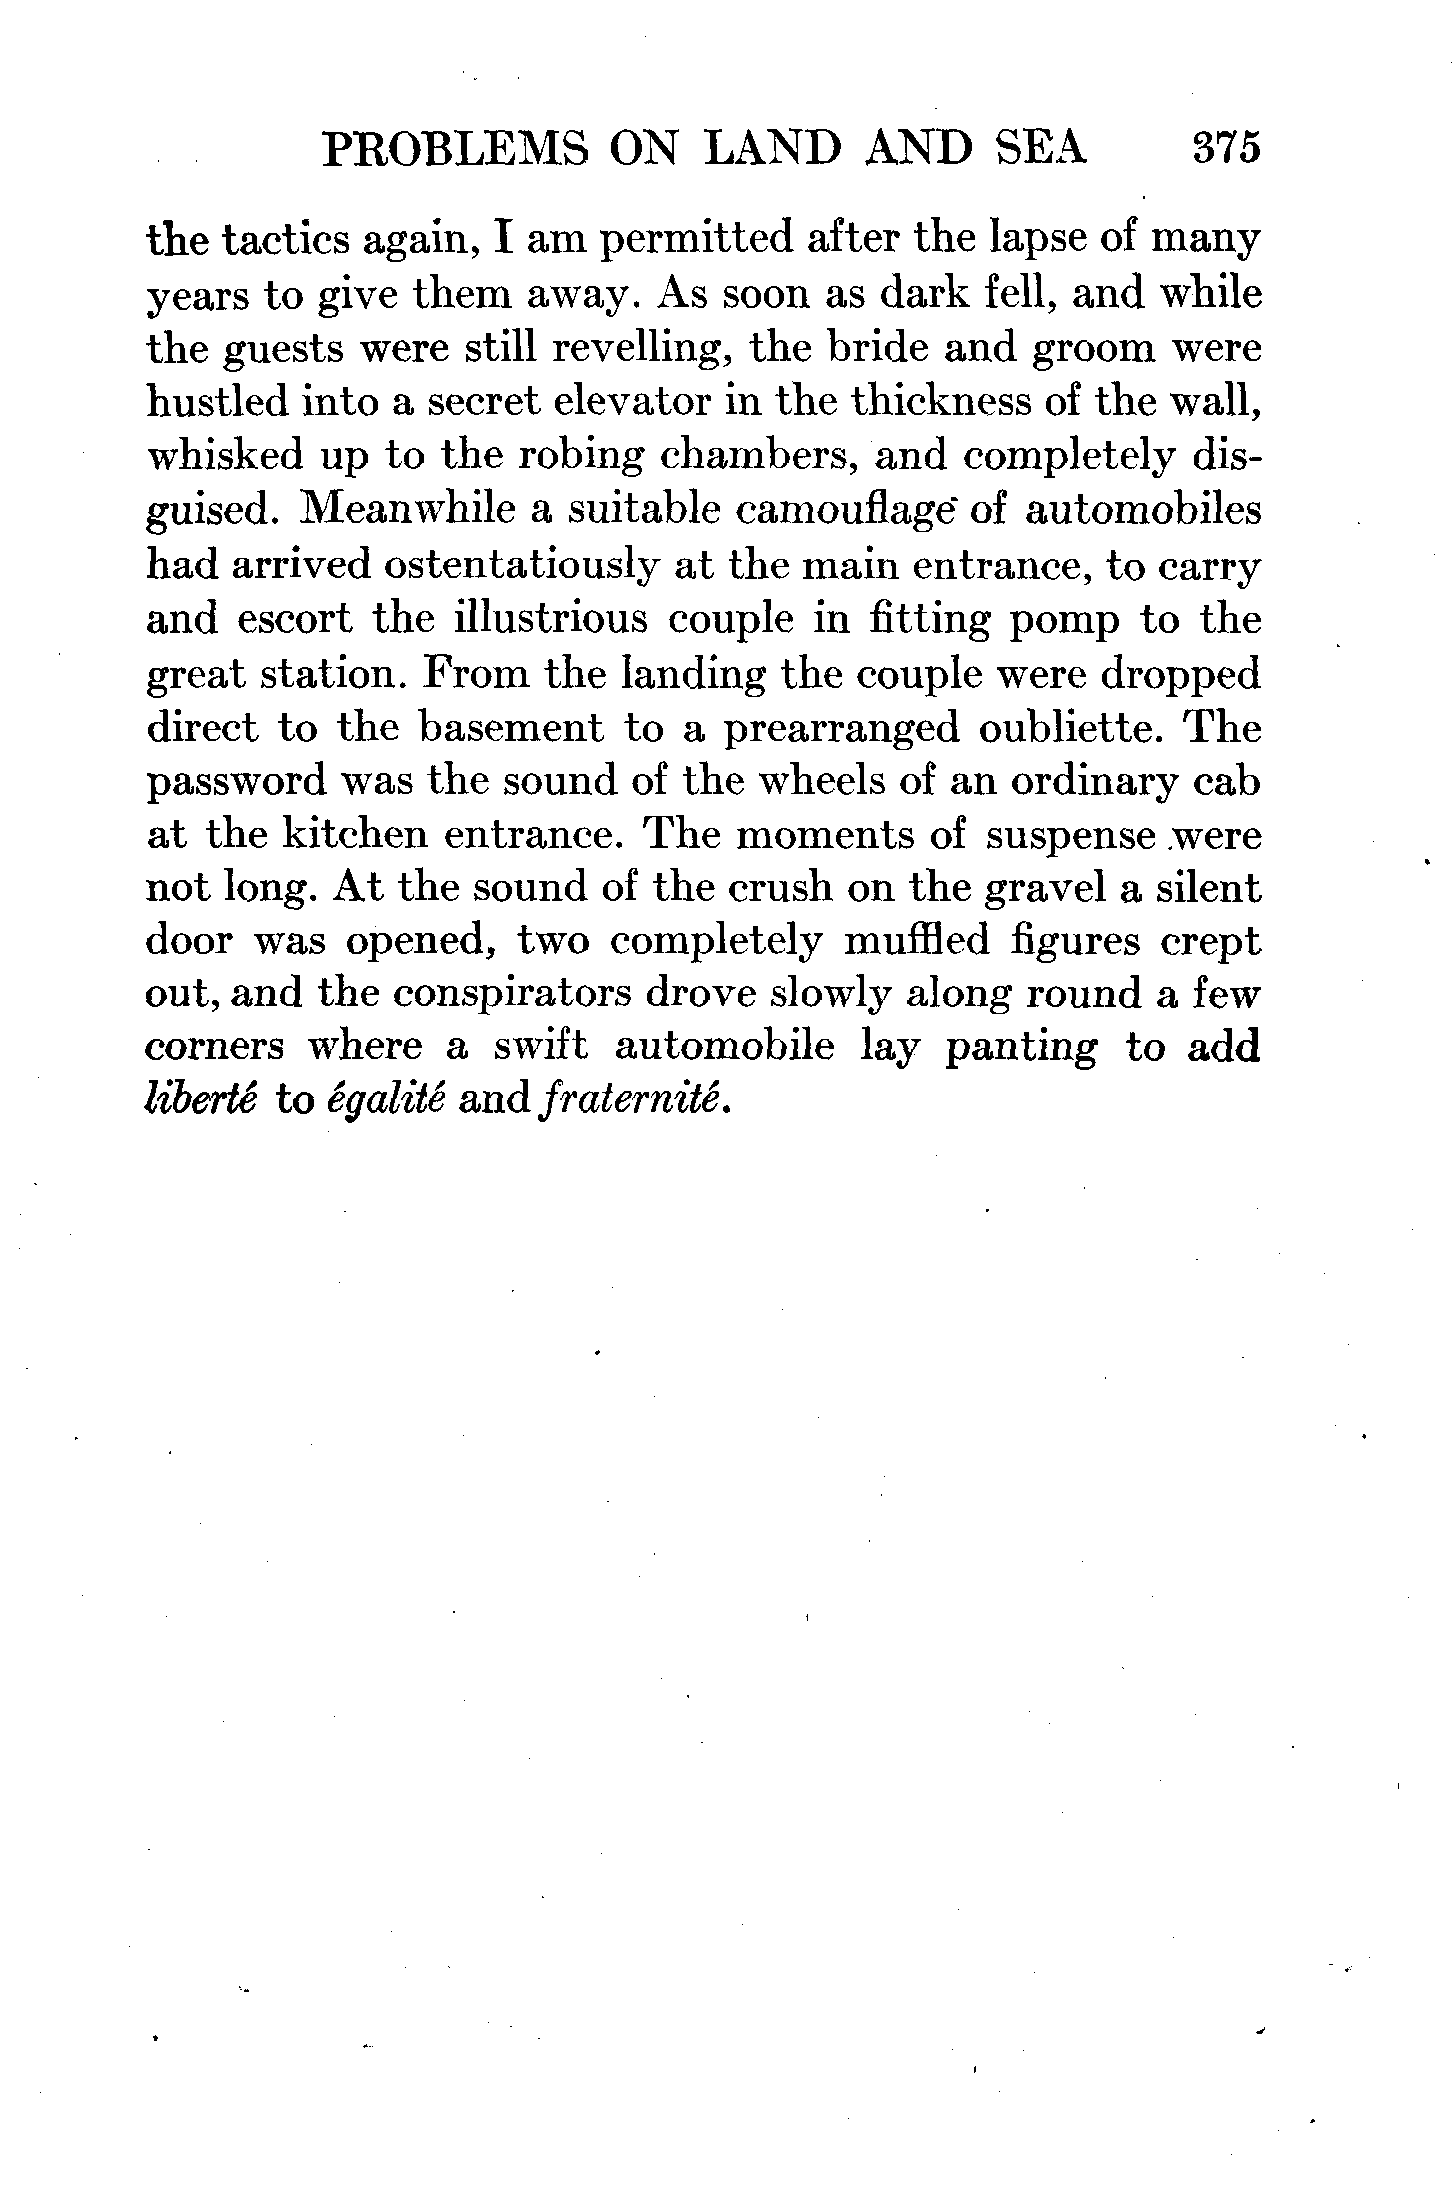 PROBLEMS ON LAND AND SEA 375
the tactics again, I am permitted after the lapse of many
years to give them away. As soon as dark fell, and while
the guests were still revelling, the bride and groom were
hustled into a secret elevator in the thickness of the wall,
whisked up to the robing chambers, and completely dis-
guised. Meanwhile a suitable camouflage of automobiles
had arrived ostentatiously at the main entrance, to carry
and escort the illustrious couple in fitting pomp to the
great station. From the landing the couple were dropped
direct to the basement to a prearranged oubliette. The
password was the sound of the wheels of an ordinary cab
at the kitchen entrance. The moments of suspense were
not long. At the sound of the crush on the gravel a silent
door was opened, two completely muffled figures crept
out, and the conspirators drove slowly along round a few
corners where a swift automobile lay panting to add
liberté to égalité and fraternité.